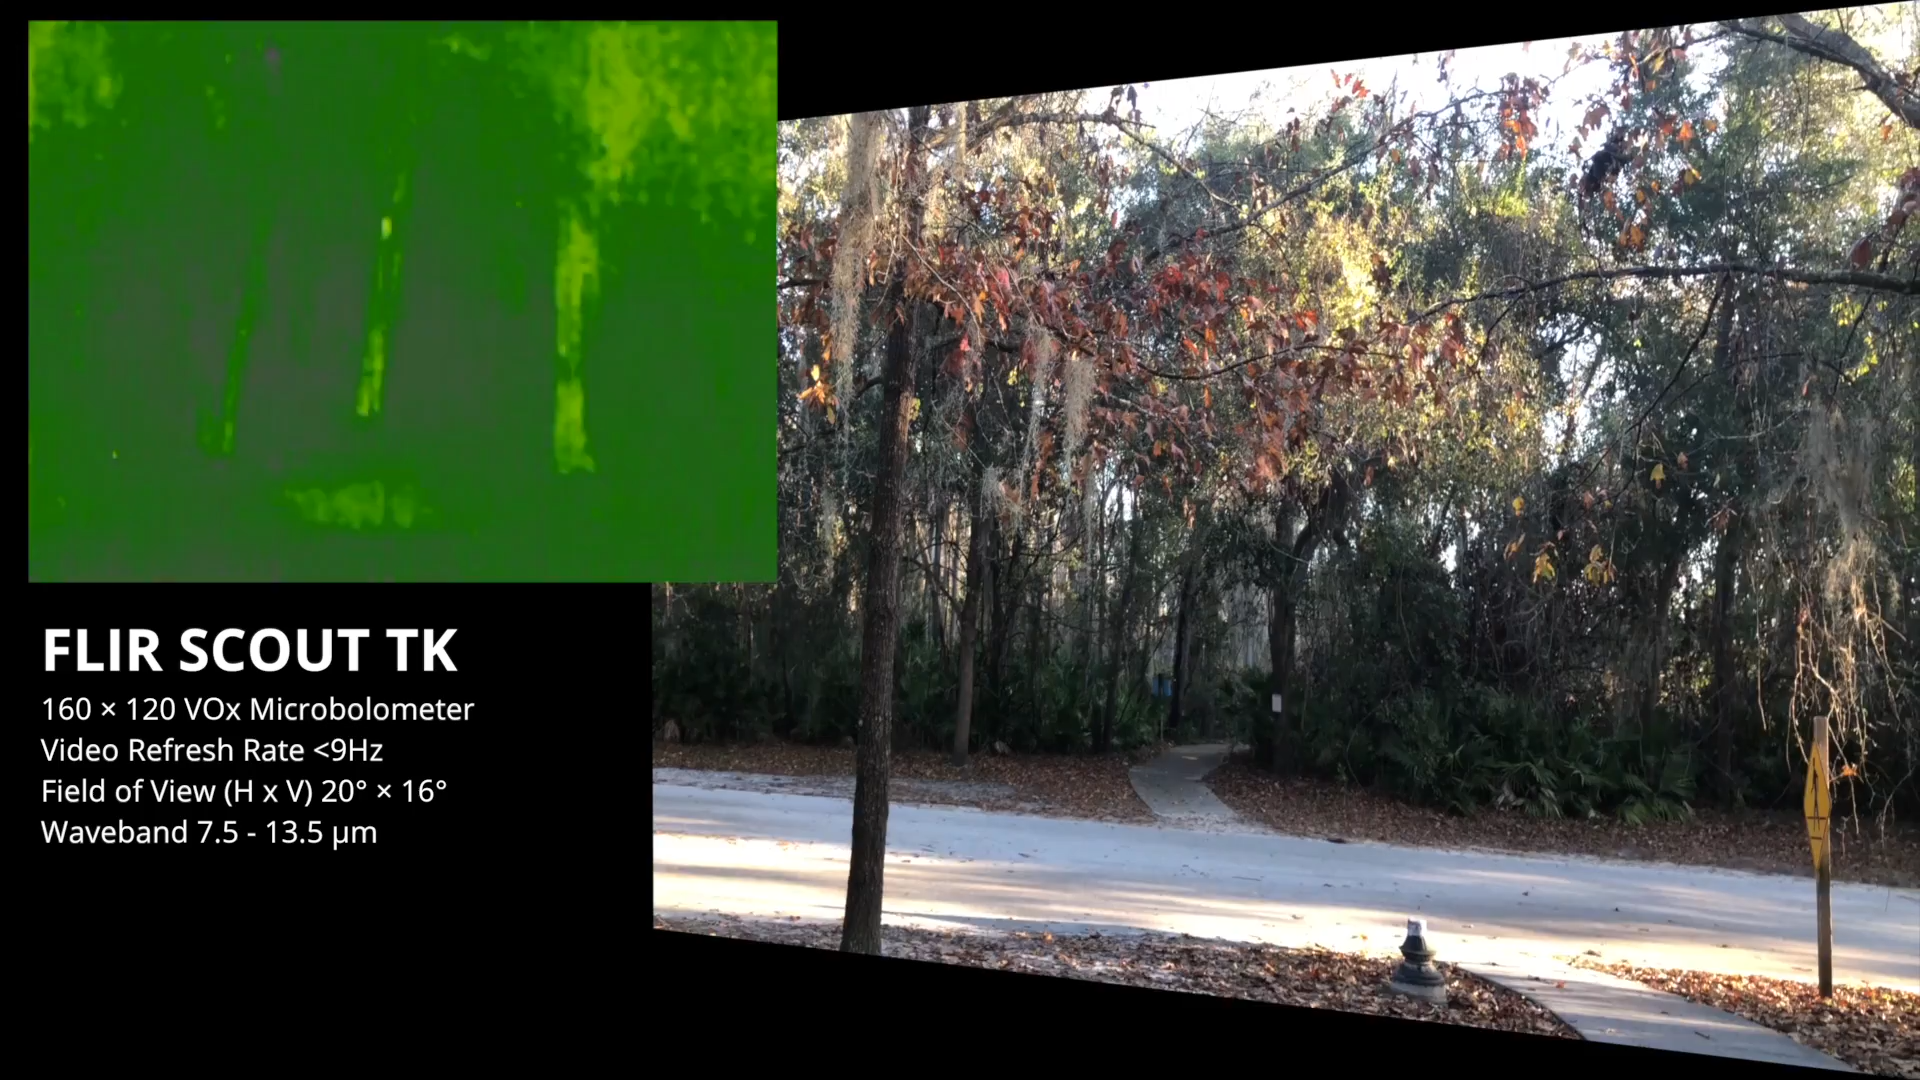 FLIR SCOUT TK
160 × 120 VOx Microbolometer
Video Refresh Rate <9Hz
Field of View (H x V) 20° × 16°
Waveband 7.5 - 13.5 μm